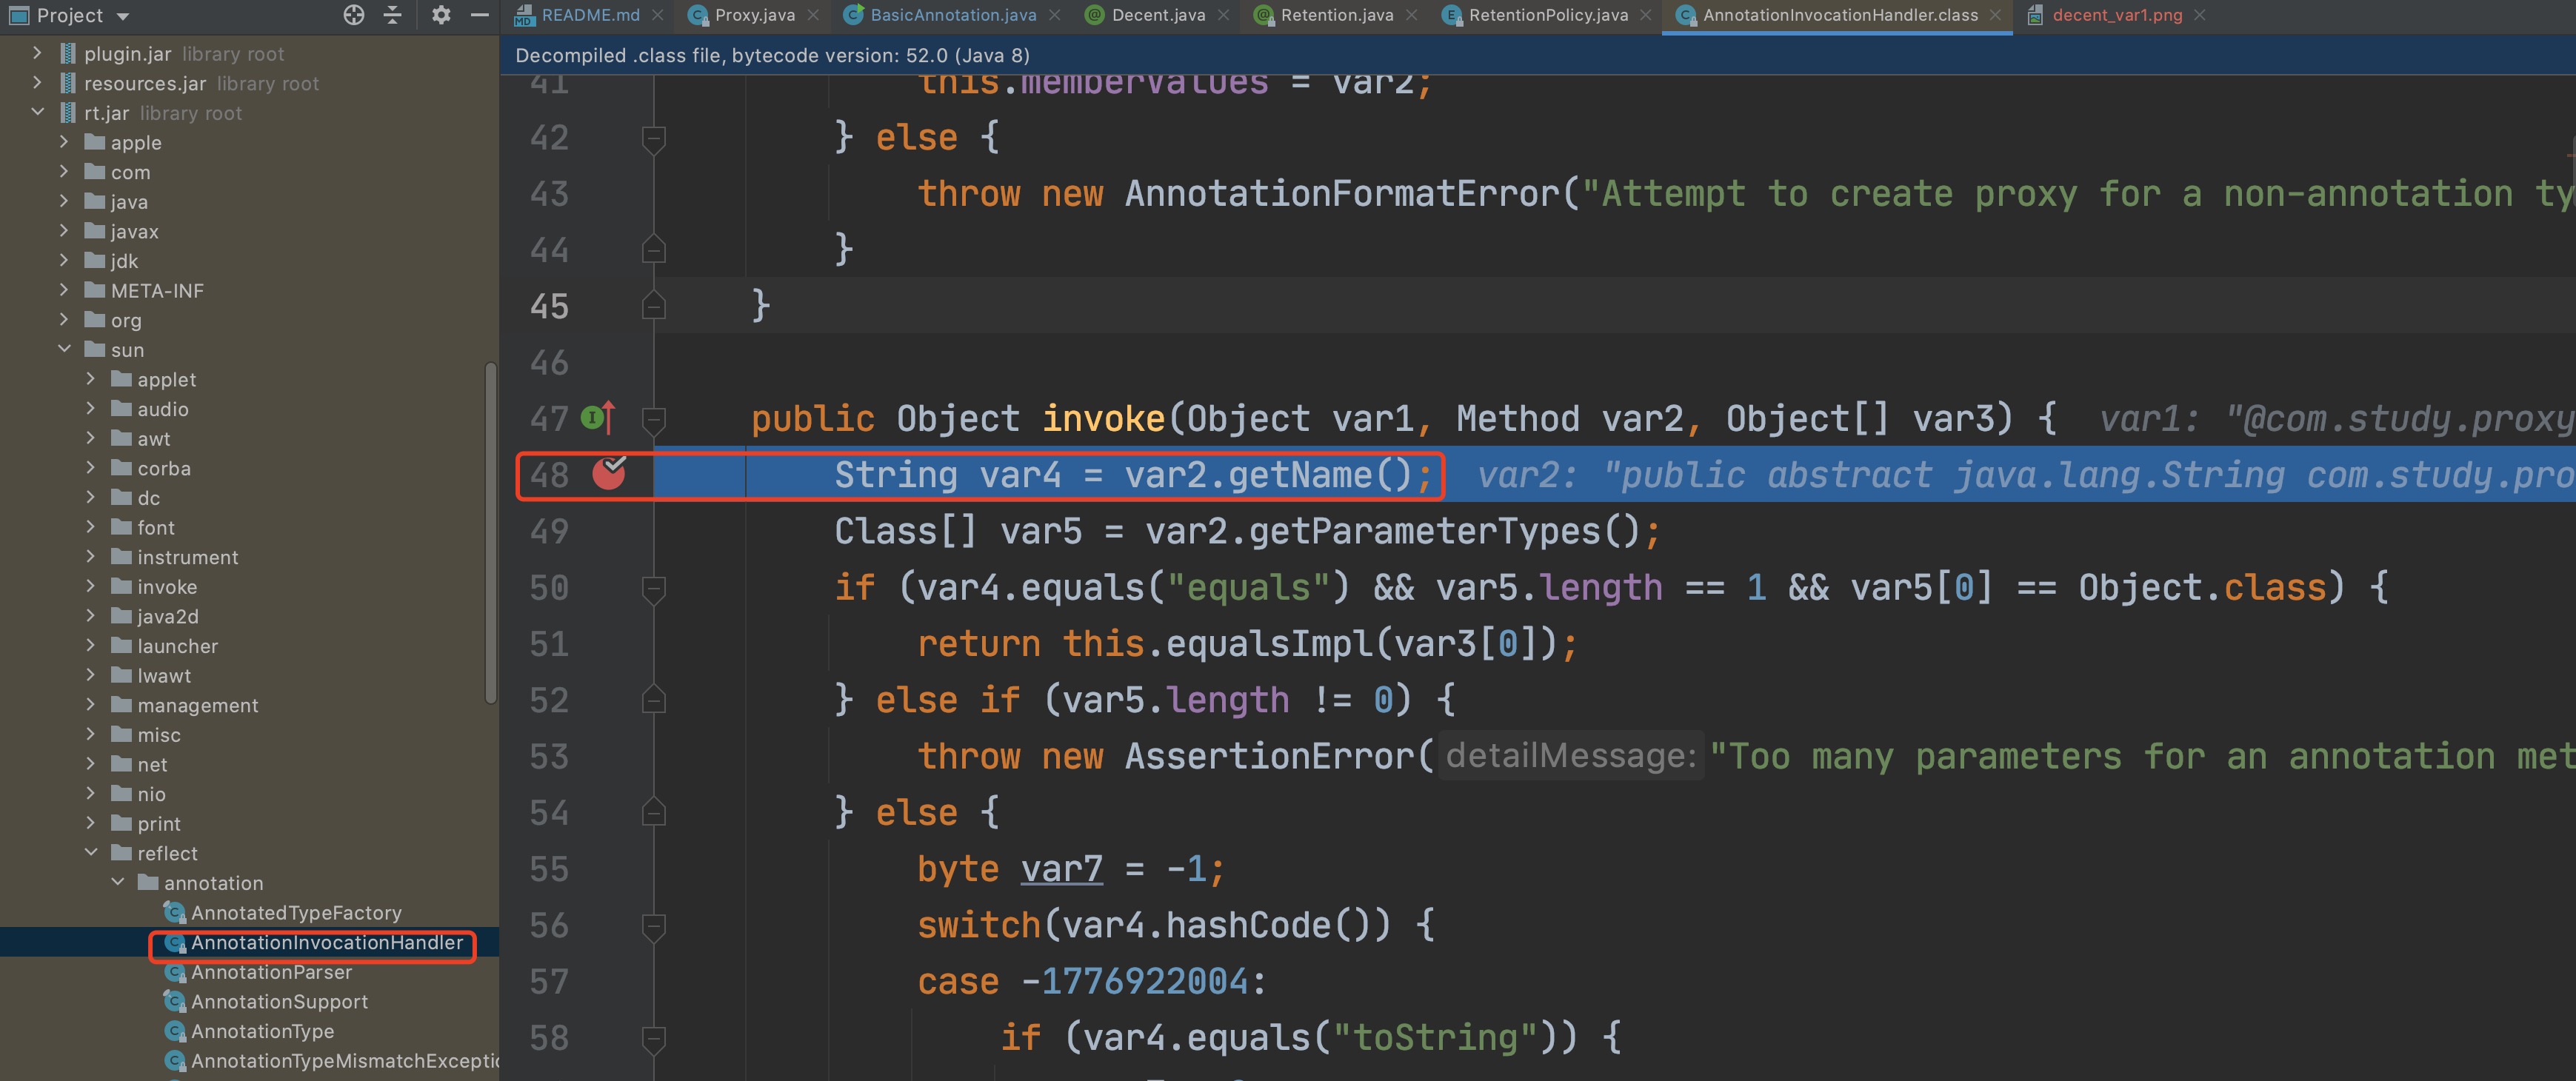 Project
README.md
Proxy.java
BasicAnnotation.java
Decent.java
Retention.java
RetentionPolicy.java
AnnotationInvocationHandler.class
decent_var1.png
plugin.jar library root
resources.jar library root
rt.jar library root
apple
com
java
javax
jdk
META-INF
org
sun
applet
audio
awt
corba
dc
font
instrument
invoke
java2d
launcher
lwawt
management
misc
net
nio
print
reflect
annotation
AnnotatedTypeFactory
AnnotationInvocationHandler
AnnotationParser
AnnotationSupport
AnnotationType
AnnotationTypeMismatchExceptio
Decompiled .class file, bytecode version: 52.0 (Java 8)
41 this.memberValues = var2;
42 } else {
43 throw new AnnotationFormatError("Attempt to create proxy for a non-annotation ty
44 }
45 }
46
47 public Object invoke(Object var1, Method var2, Object[] var3) { var1: "@com.study.proxy
48 String var4 = var2.getName(); var2: "public abstract java.lang.String com.study.pro
49 Class[] var5 = var2.getParameterTypes();
50 if (var4.equals("equals") && var5.length == 1 && var5[0] == Object.class) {
51 return this.equalsImpl(var3[0]);
52 } else if (var5.length != 0) {
53 throw new AssertionError( detailMessage: "Too many parameters for an annotation met
54 } else {
55 byte var7 = -1;
56 switch(var4.hashCode()) {
57 case -1776922004:
58 if (var4.equals("toString")) {